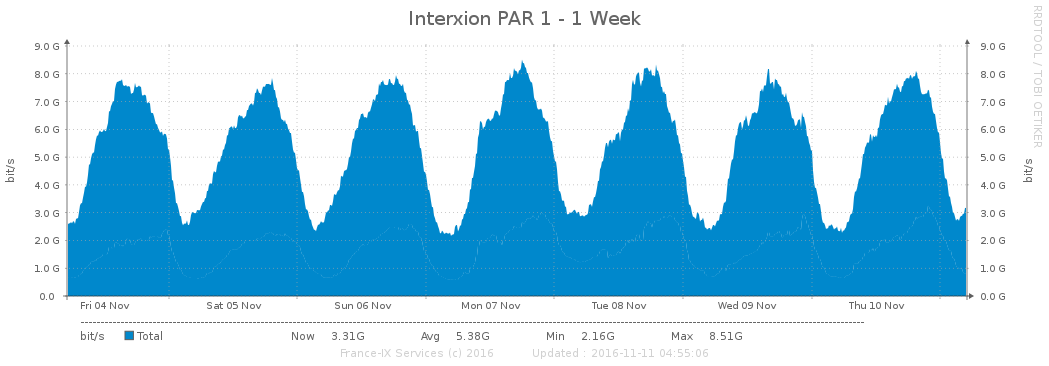 Interxion PAR 1 - 1 Week
RRDTOOL / TOBI OETIKER
9.0 G 9.0 G
8.0 G 8.0 G
7.0 G 7.0 G
6.0 G 6.0 G
5.0 G 5.0 G
4.0 G 4.0 G
3.0 G 3.0 G
2.0 G 2.0 G
1.0 G 1.0 G
0.0 0.0 G
bit/s
bit/s
Fri 04 Nov Sat 05 Nov Sun 06 Nov Mon 07 Nov Tue 08 Nov Wed 09 Nov Thu 10 Nov
bit/s Total Now 3.31G Avg 5.38G Min 2.16G Max 8.51G
France-IX Services (c) 2016 Updated : 2016-11-11 04:55:06